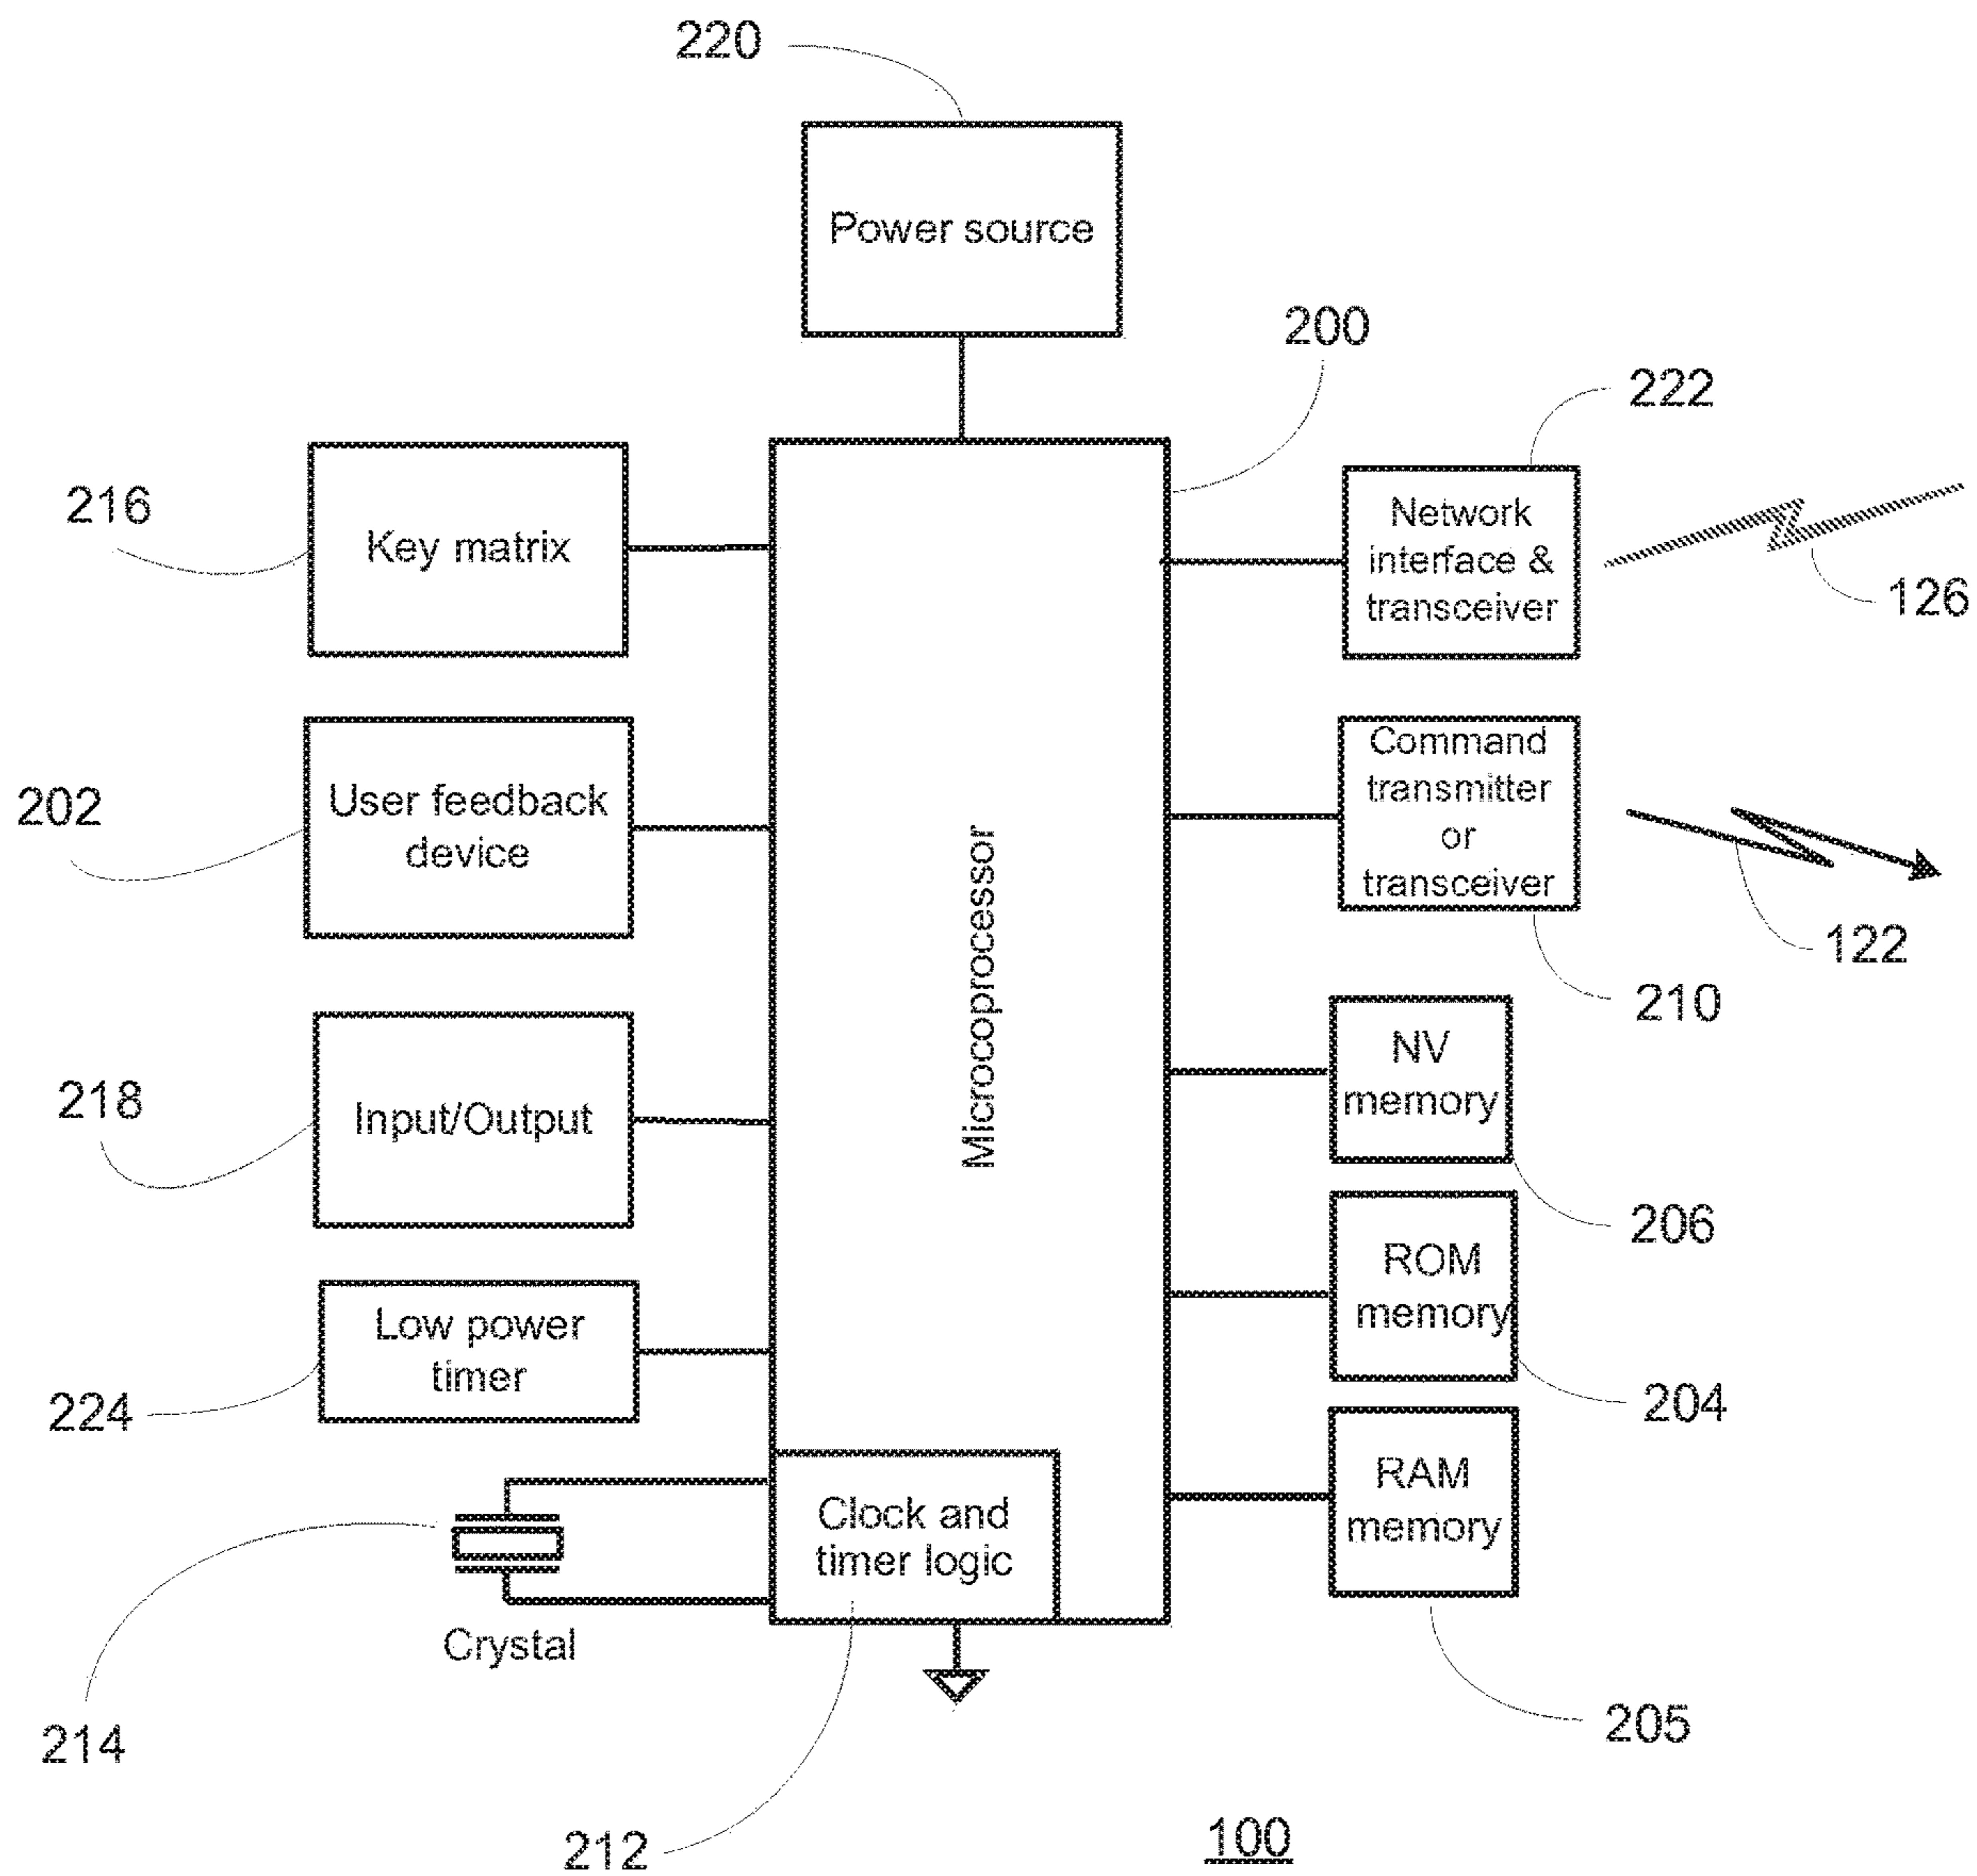 220
Power source
200
222
216
Key matrix
Network
interface &
transceiver
126
202
User feedback
device
Command
transmitter
or
transceiver
122
210
Microcoprocessor
218
Input/Output
NV
memory
206
ROM
memory
204
Low power
timer
224
RAM
memory
205
Clock and
timer logic
Crystal
214
212
100